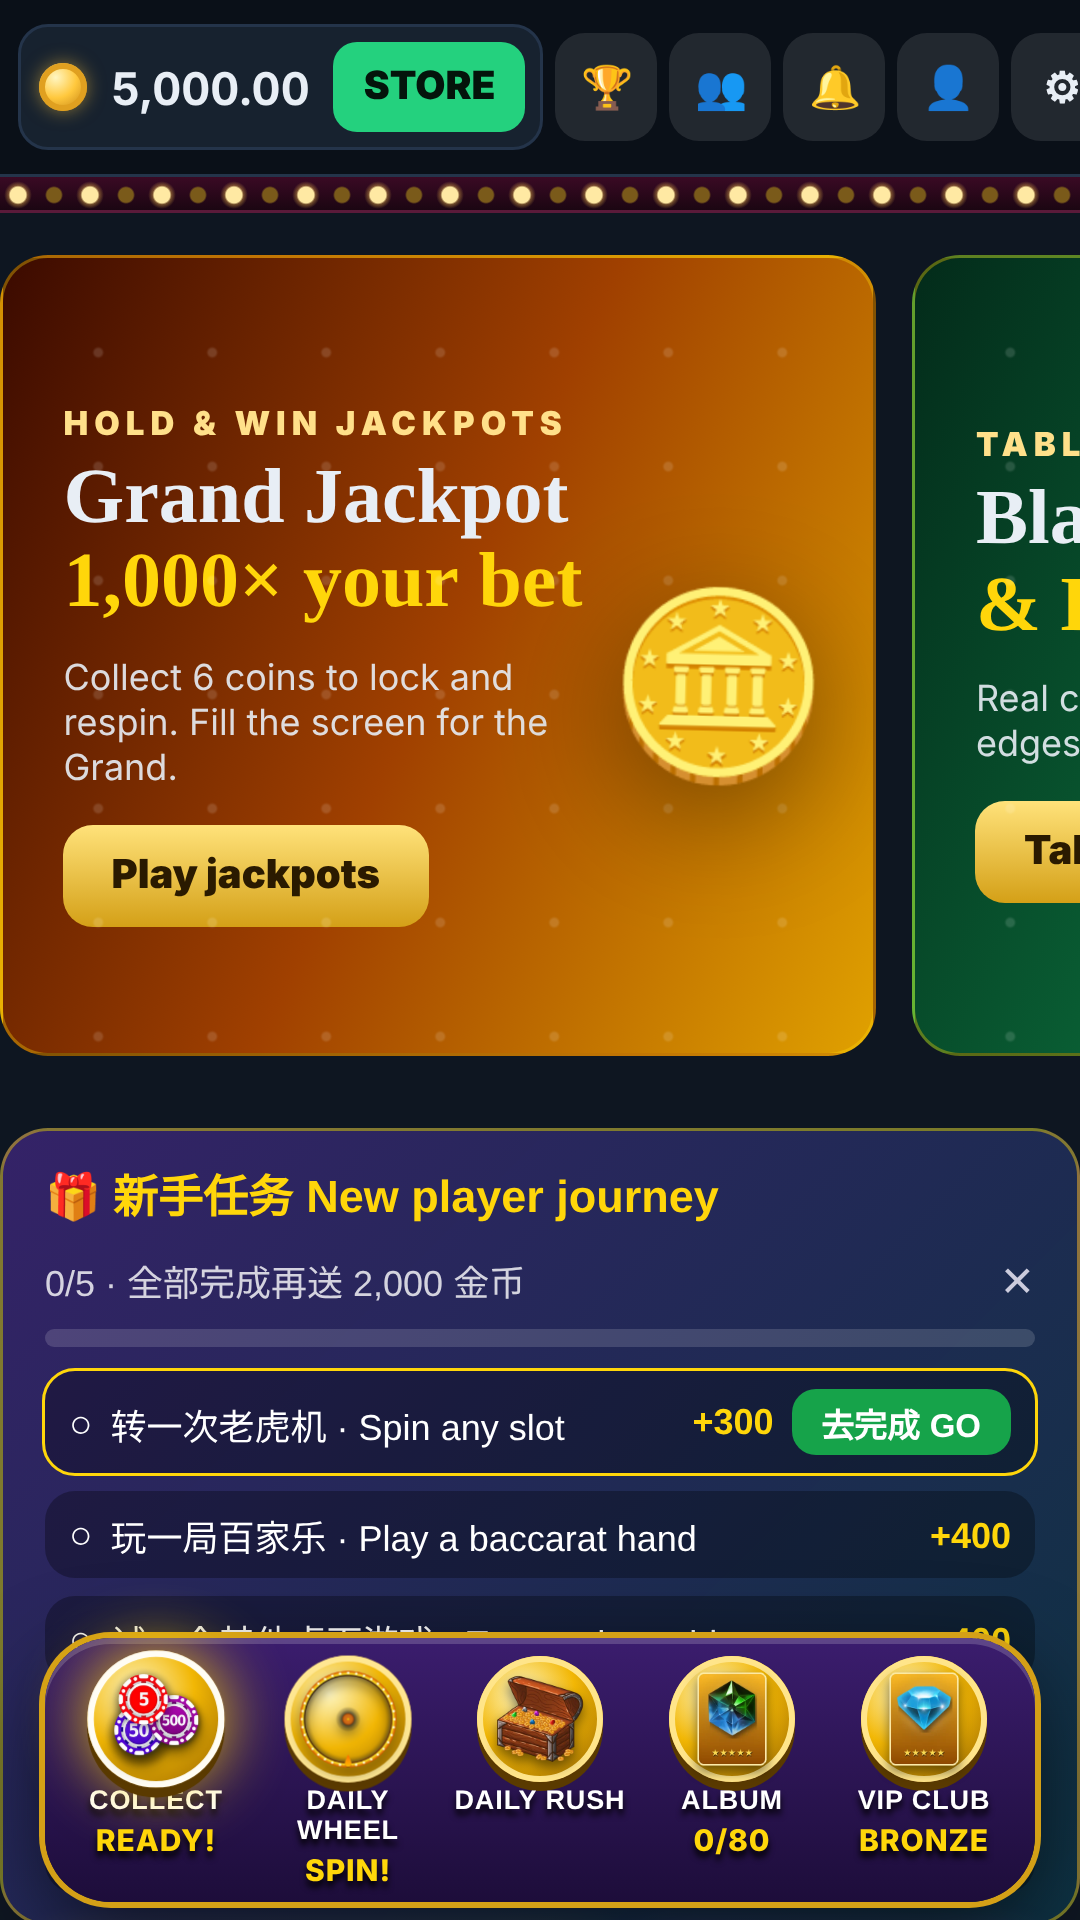 5,000.00 STORE
HOLD & WIN JACKPOTS
Grand Jackpot
1,000× your bet
Collect 6 coins to lock and
respin. Fill the screen for the
Grand.
Play jackpots
TABL
Bla
&
Real c
edges
Tal
新手任务 New player journey
0/5 · 全部完成再送 2,000 金币 ✕
转一次老虎机 · Spin any slot +300 去完成 GO
玩一局百家乐 · Play a baccarat hand +400
5 50 500
COLLECT
READY!
DAILY
WHEEL
SPIN!
DAILY RUSH
ALBUM
0/80
VIP CLUB
BRONZE